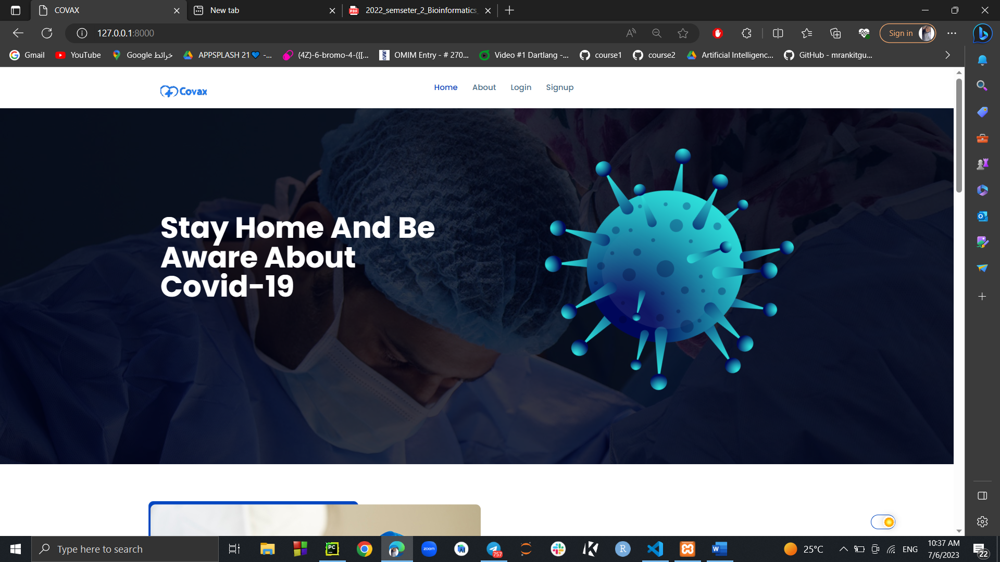 COVAX
New tab
2022_semseter_2_Bioinformatics_
127.0.0.1:8000
Sign in
Gmail
YouTube
خرائط Google
APPSPLASH 21💙 -...
(4Z)-6-bromo-4-({[...
OMIM Entry - # 270...
Video #1 Dartlang -...
course1
course2
Artificial Intelligenc...
GitHub - mrankitgu...
Covax
Home
About
Login
Signup
Stay Home And Be
Aware About
Covid-19
Type here to search
PC
zoom
757
R
W
25°C
ENG
10:37 AM
7/6/2023
22